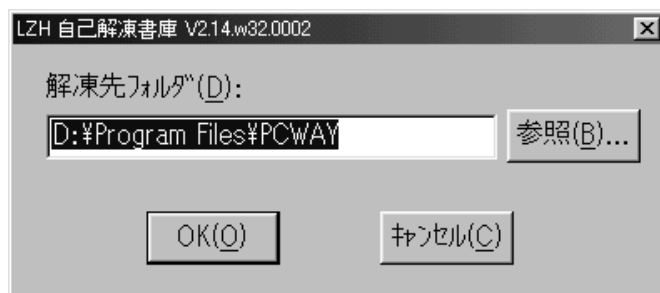 LZH 自己解凍書庫 V2.14.w32.0002
解凍先ﾌｫﾙﾀﾞ(D):
D:¥Program Files¥PCWAY
参照(B)...
OK(O)
ｷｬﾝｾﾙ(C)